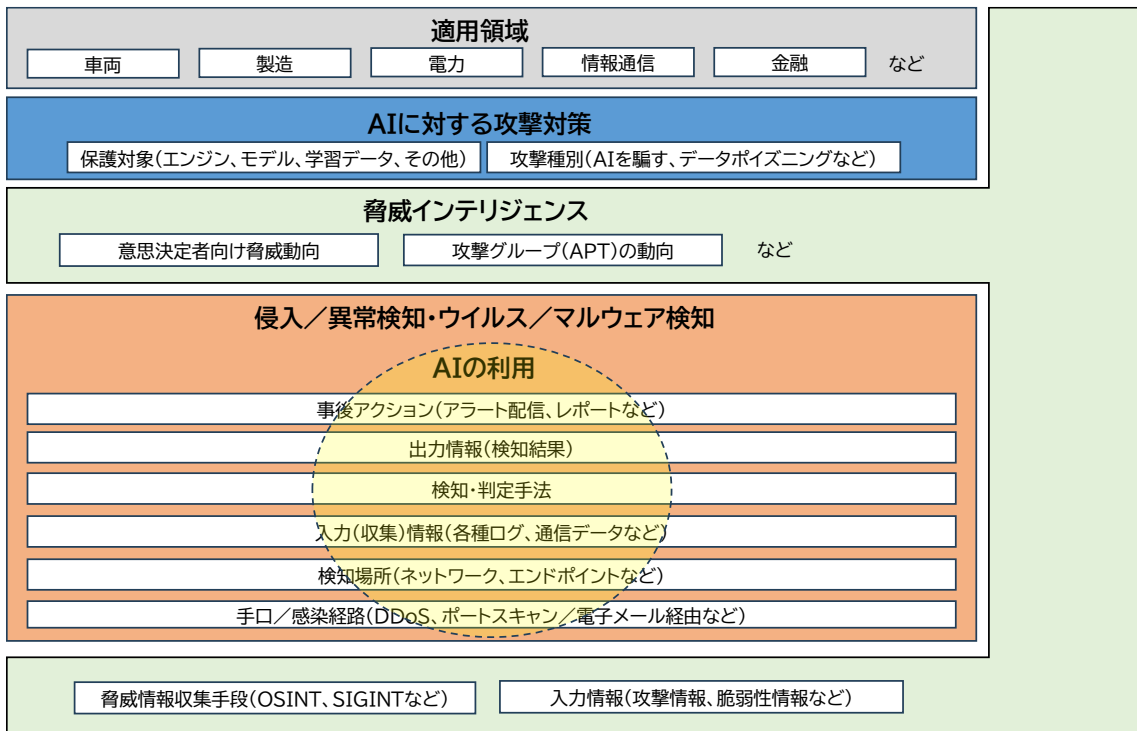 適用領域
車両 製造 電力 情報通信 金融 など
AIに対する攻撃対策
保護対象(エンジン、モデル、学習データ、その他) 攻撃種別(AIを騙す、データポイズニングなど)
脅威インテリジェンス
意思決定者向け脅威動向 攻撃グループ(APT)の動向 など
侵入／異常検知・ウイルス／マルウェア検知
AIの利用
事後アクション(アラート配信、レポートなど)
出力情報(検知結果)
検知・判定手法
入力(収集)情報(各種ログ、通信データなど)
検知場所(ネットワーク、エンドポイントなど)
手口／感染経路(DDoS、ポートスキャン／電子メール経由など)
脅威情報収集手段(OSINT、SIGINTなど) 入力情報(攻撃情報、脆弱性情報など)